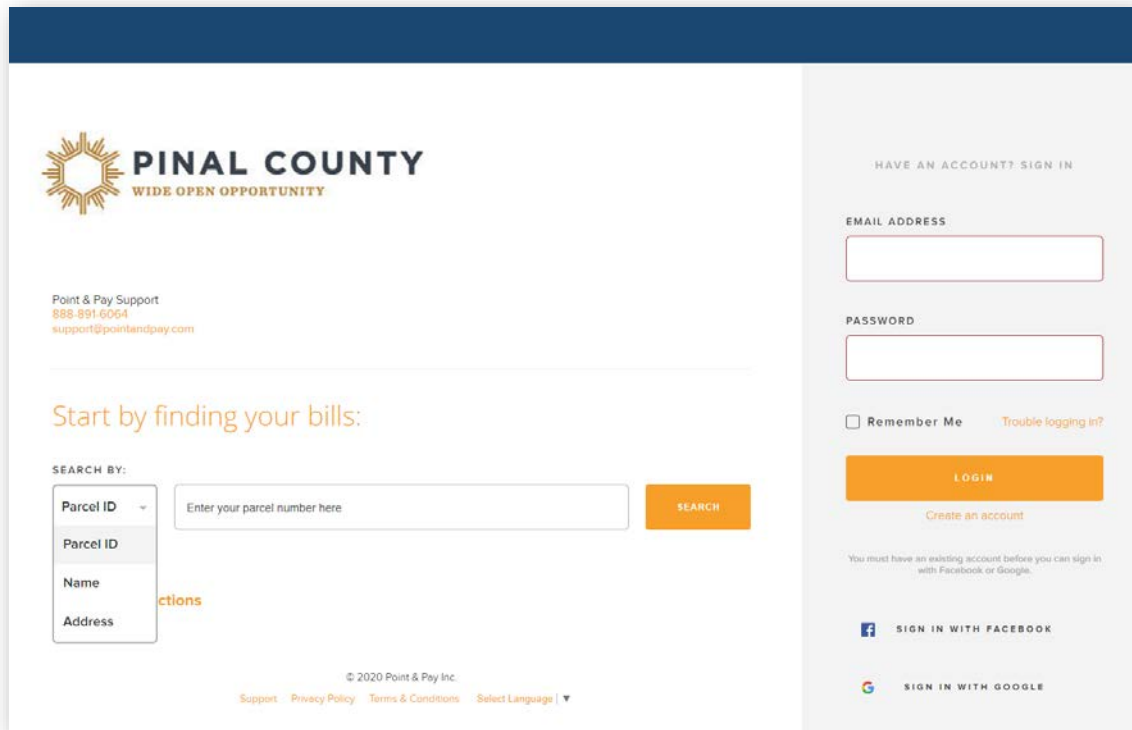 PINAL COUNTY
WIDE OPEN OPPORTUNITY
Point & Pay Support
888-891-6064
support@pointandpay.com
Start by finding your bills:
SEARCH BY:
Parcel ID
Enter your parcel number here
SEARCH
Parcel ID
Name
Address
ctions
© 2020 Point & Pay Inc.
Support Privacy Policy Terms & Conditions Select Language | ▼
HAVE AN ACCOUNT? SIGN IN
EMAIL ADDRESS
PASSWORD
Remember Me Trouble logging in?
LOGIN
Create an account
You must have an existing account before you can sign in
with Facebook or Google.
SIGN IN WITH FACEBOOK
SIGN IN WITH GOOGLE